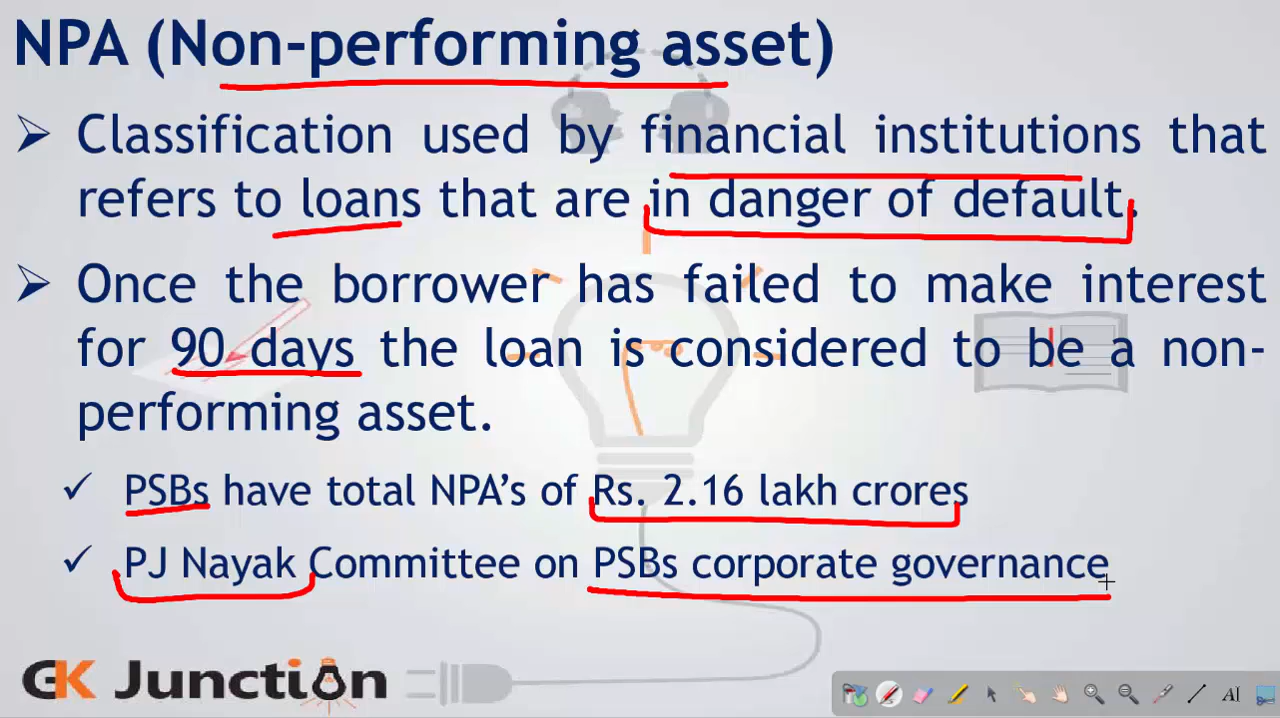 NPA (Non-performing asset)
➢ Classification used by financial institutions that
refers to loans that are in danger of default.
➢ Once the borrower has failed to make interest
for 90 days the loan is considered to be a non-
performing asset.
✓ PSBs have total NPA’s of Rs. 2.16 lakh crores
✓ PJ Nayak Committee on PSBs corporate governance
GK Junction
AI